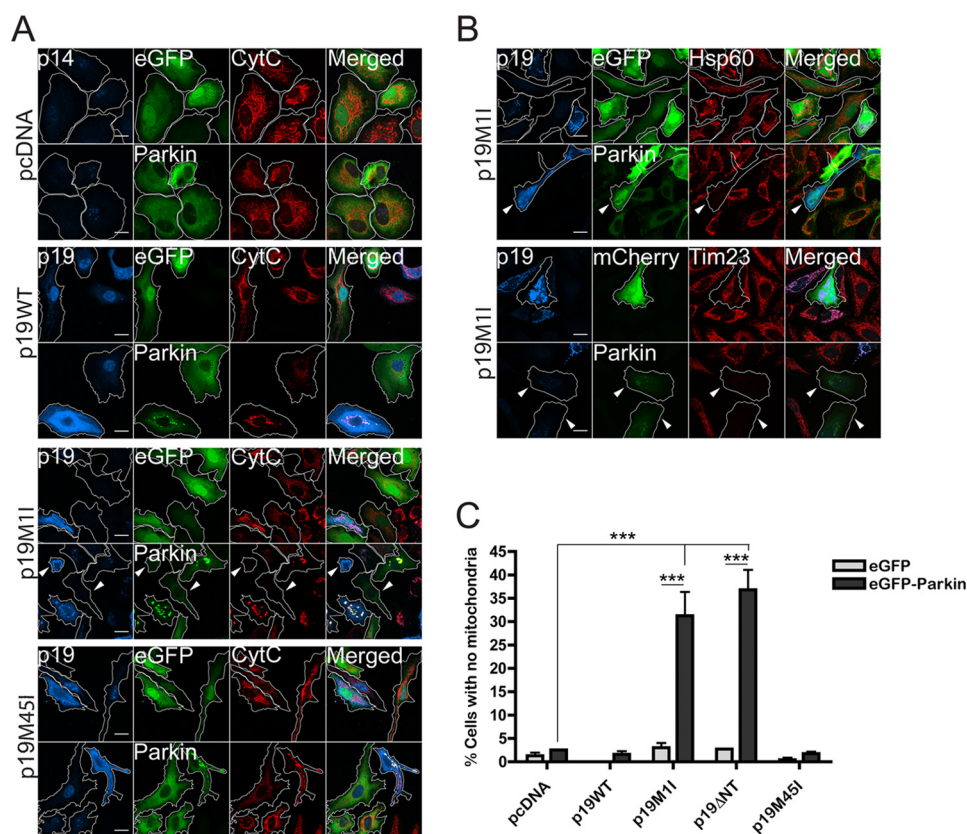 A
p14 eGFP CytC Merged
pcDNA
Parkin
p19 eGFP CytC Merged
p19WT
Parkin
p19 eGFP CytC Merged
p19M1I
Parkin
p19 eGFP CytC Merged
p19M45I
Parkin
B
p19 eGFP Hsp60 Merged
p19M1I
Parkin
p19 mCherry Tim23 Merged
p19M1I
Parkin
C
% Cells with no mitochondria
45
40
35
30
25
20
15
10
5
0
***
***
***
eGFP
eGFP-Parkin
pcDNA
p19WT
p19M1I
p19ΔNT
p19M45I